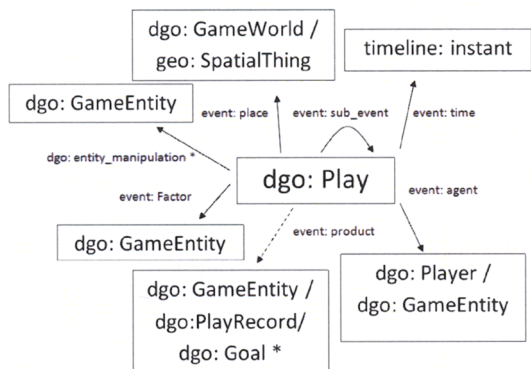 dgo: GameWorld /
geo: SpatialThing
timeline: instant
dgo: GameEntity
event: place
event: sub_event
event: time
dgo: entity_manipulation *
dgo: Play
event: Factor
event: agent
dgo: GameEntity
event: product
dgo: GameEntity /
dgo:PlayRecord/
dgo: Goal *
dgo: Player /
dgo: GameEntity